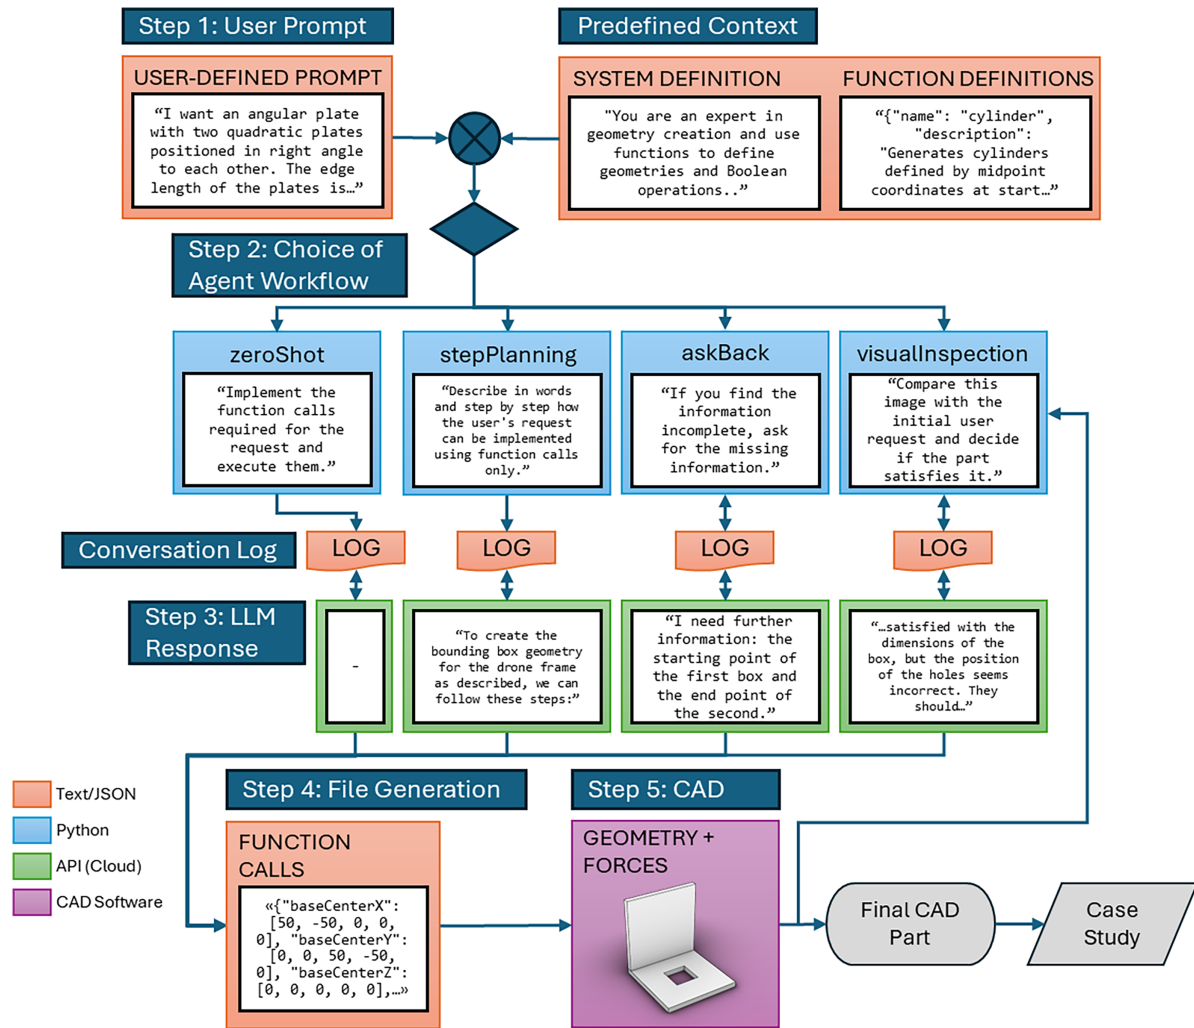 Step 1: User Prompt
Predefined Context
USER-DEFINED PROMPT
“I want an angular plate
with two quadratic plates
positioned in right angle
to each other. The edge
length of the plates is…”
SYSTEM DEFINITION
"You are an expert in
geometry creation and use
functions to define
geometries and Boolean
operations..”
FUNCTION DEFINITIONS
“{"name": "cylinder",
"description":
"Generates cylinders
defined by midpoint
coordinates at start…”
Step 2: Choice of
Agent Workflow
zeroShot
“Implement the
function calls
required for the
request and
execute them.”
stepPlanning
“Describe in words
and step by step how
the user's request
can be implemented
using function calls
only.”
askBack
“If you find the
information
incomplete, ask
for the missing
information.”
visualInspection
“Compare this
image with the
initial user
request and decide
if the part
satisfies it.”
Conversation Log
LOG
LOG
LOG
LOG
Step 3: LLM
Response
-
“To create the
bounding box geometry
for the drone frame
as described, we can
follow these steps:”
“I need further
information: the
starting point of
the first box and
the end point of
the second.”
“…satisfied with the
dimensions of the
box, but the position
of the holes seems
incorrect. They
should…”
Text/JSON
Python
API (Cloud)
CAD Software
Step 4: File Generation
FUNCTION
CALLS
«{"baseCenterX":
[50, -50, 0, 0,
0], "baseCenterY":
[0, 0, 50, -50,
0], "baseCenterZ":
[0, 0, 0, 0, 0],…»
Step 5: CAD
GEOMETRY +
FORCES
Final CAD
Part
Case
Study